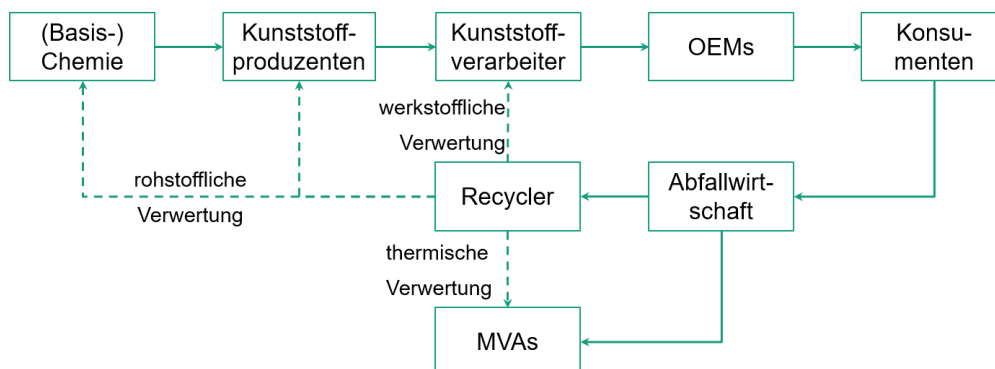 (Basis-)
Chemie
Kunststoff-
produzenten
Kunststoff-
verarbeiter
OEMs
Konsu-
menten
werkstoffliche
Verwertung
rohstoffliche
Verwertung
Recycler
Abfallwirt-
schaft
thermische
Verwertung
MVAs